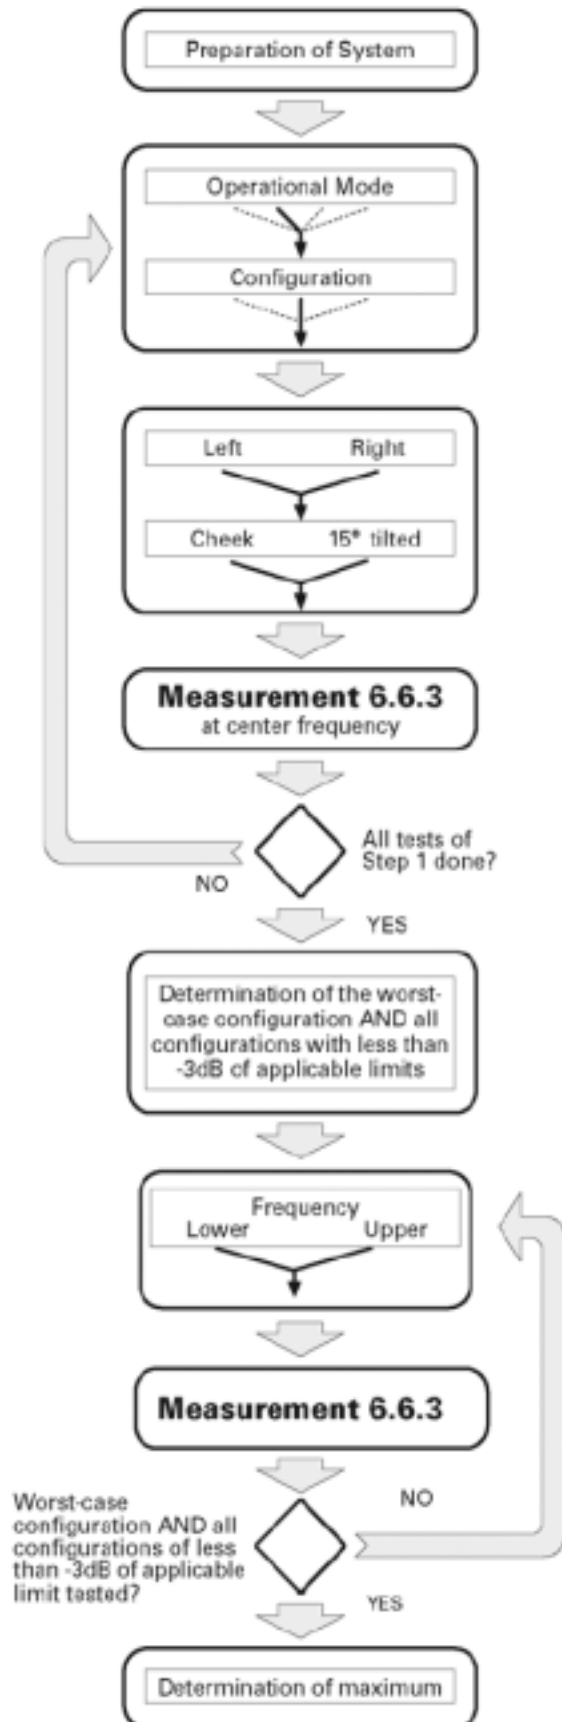 Preparation of System
Operational Mode
Configuration
Left Right
Cheek 15° tilted
Measurement 6.6.3
at center frequency
All tests of
Step 1 done?
NO
YES
Determination of the worst-
case configuration AND all
configurations with less than
-3dB of applicable limits
Frequency
Lower Upper
Measurement 6.6.3
Worst-case
configuration AND all
configurations of less
than -3dB of applicable
limit tested?
NO
YES
Determination of maximum